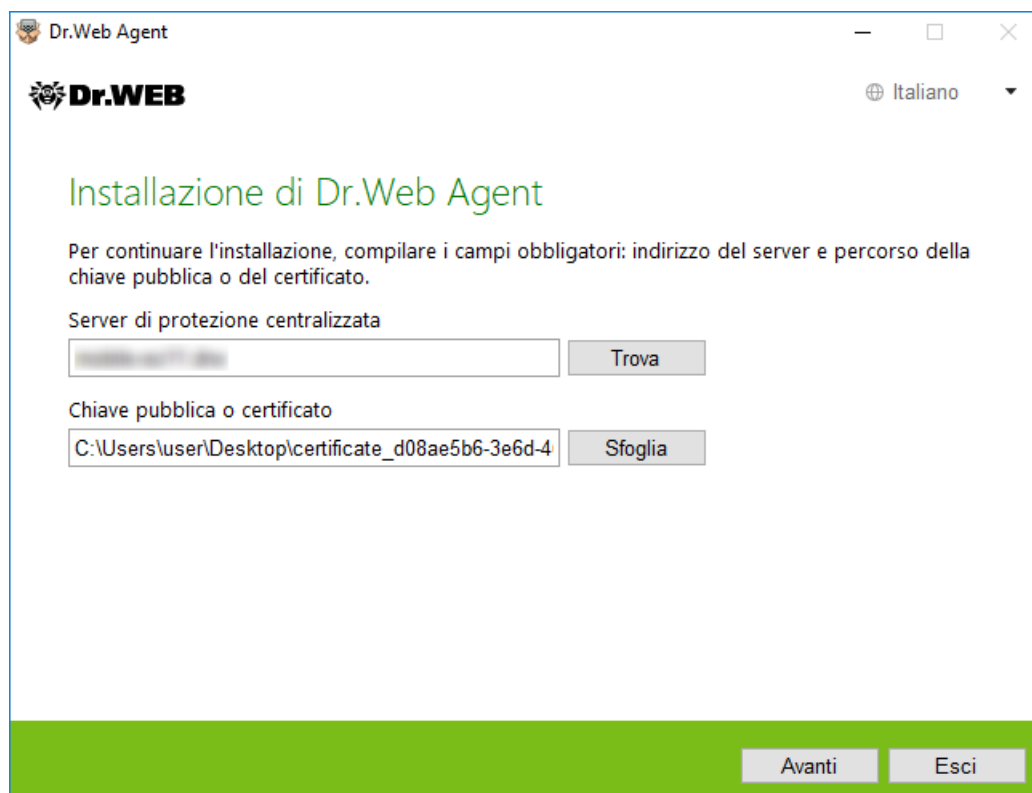 Dr.Web Agent
Dr.WEB
Italiano
Installazione di Dr.Web Agent
Per continuare l'installazione, compilare i campi obbligatori: indirizzo del server e percorso della
chiave pubblica o del certificato.
Server di protezione centralizzata
Trova
Chiave pubblica o certificato
C:\Users\user\Desktop\certificate_d08ae5b6-3e6d-4
Sfoglia
Avanti
Esci